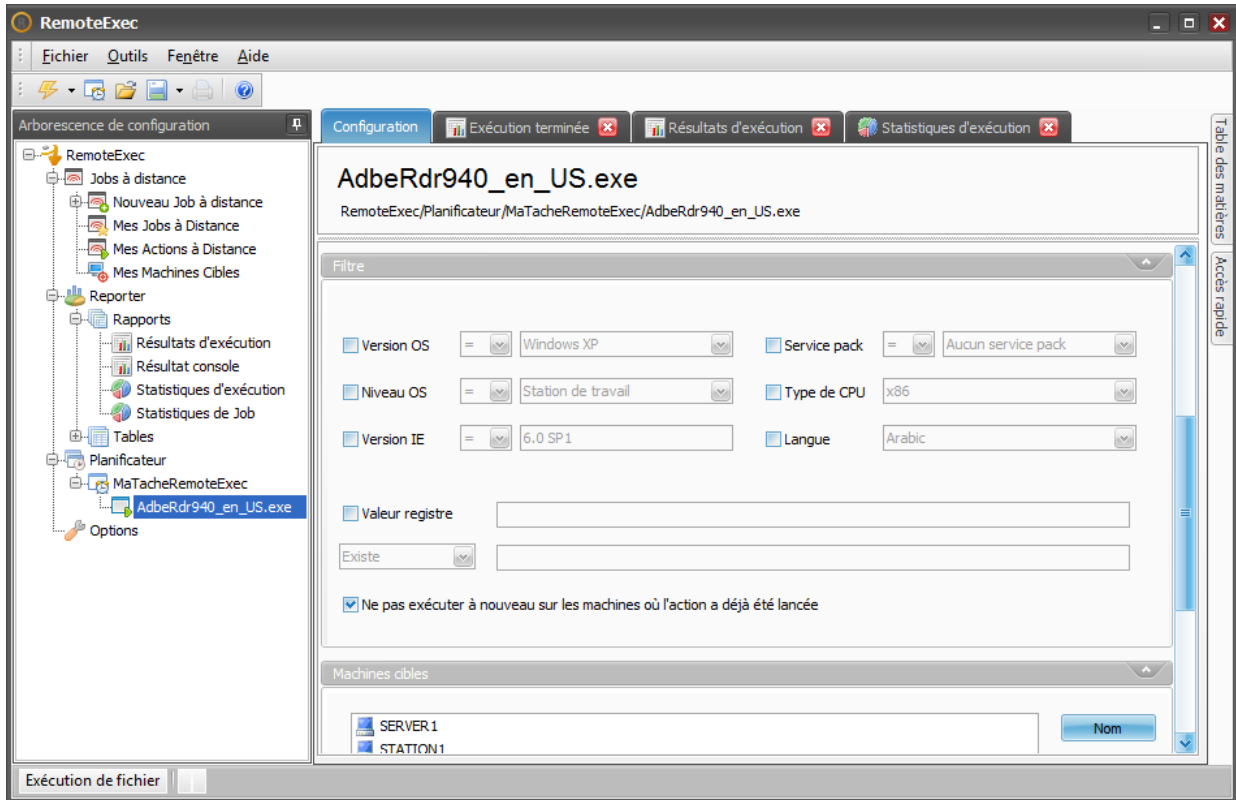 RemoteExec
Fichier Outils Fenêtre Aide
Arborescence de configuration
RemoteExec
Jobs à distance
Nouveau Job à distance
Mes Jobs à Distance
Mes Actions à Distance
Mes Machines Cibles
Reporter
Rapports
Résultats d'exécution
Résultat console
Statistiques d'exécution
Statistiques de Job
Tables
Planificateur
MaTacheRemoteExec
AdbeRdr940_en_US.exe
Options
Configuration Exécution terminée Résultats d'exécution Statistiques d'exécution
AdbeRdr940_en_US.exe
RemoteExec/Planificateur/MaTacheRemoteExec/AdbeRdr940_en_US.exe
Filtre
Version OS = Windows XP Service pack = Aucun service pack
Niveau OS = Station de travail Type de CPU x86
Version IE = 6.0 SP1 Langue Arabic
Valeur registre
Existe
Ne pas exécuter à nouveau sur les machines où l'action a déjà été lancée
Machines cibles
SERVER1
STATION1
Nom
Table des matières
Accès rapide
Exécution de fichier